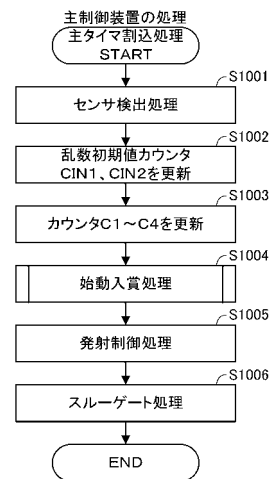 主制御装置の処理
主タイマ割込処理
START
S1001
センサ検出処理
S1002
乱数初期値カウンタ
CIN1、CIN2を更新
S1003
カウンタC1～C4を更新
S1004
始動入賞処理
S1005
発射制御処理
S1006
スルーゲート処理
END